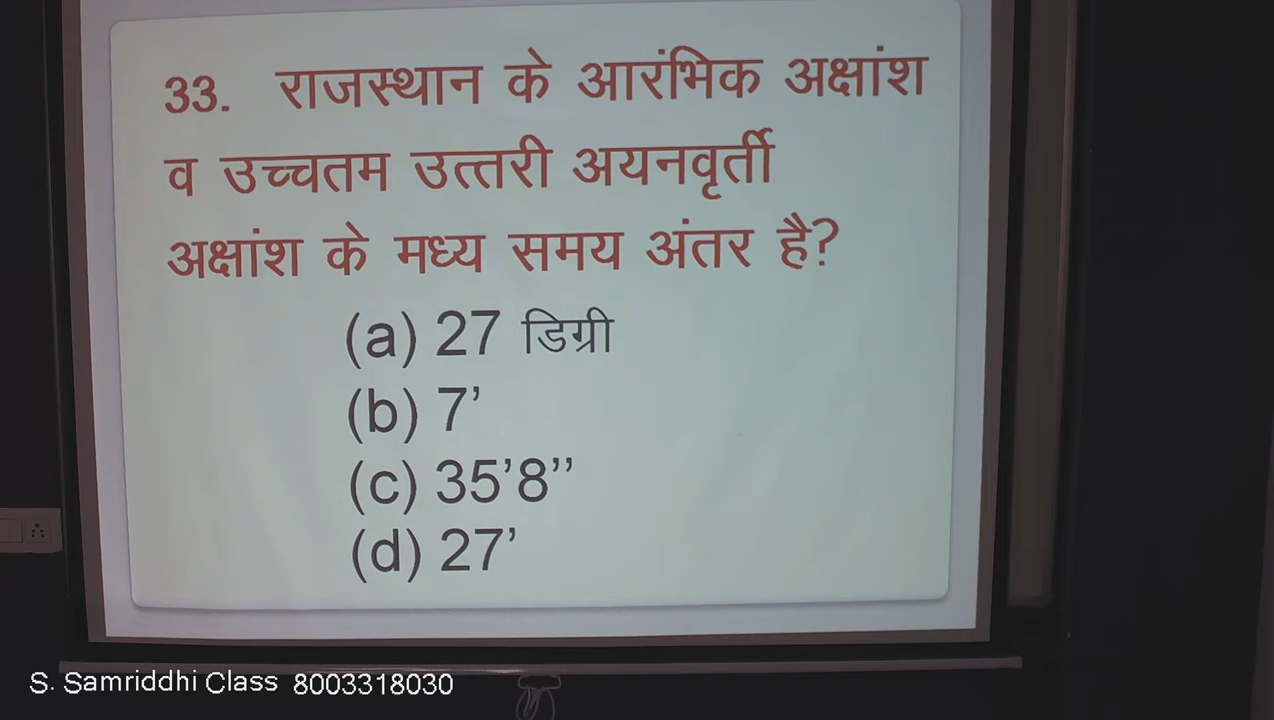 33. राजस्थान के आरंभिक अक्षांश
व उच्चतम उत्तरी अयनवृर्ती
अक्षांश के मध्य समय अंतर है?
(a) 27 डिग्री
(b) 7’
(c) 35’8’’
(d) 27’
S. Samriddhi Class 8003318030